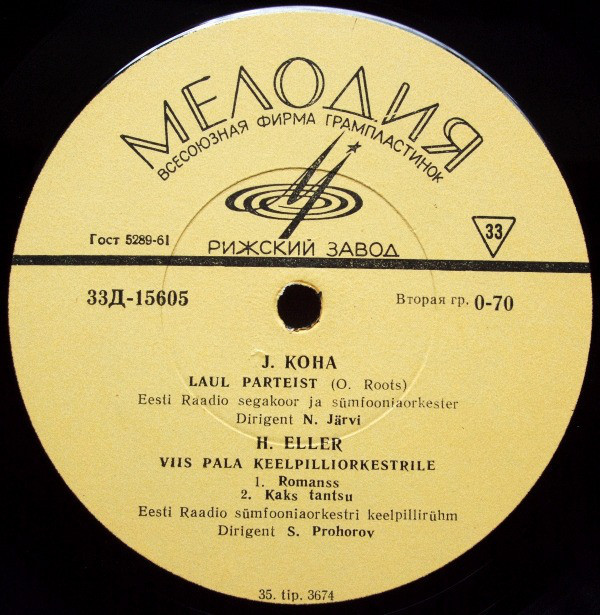 МЕЛОДИЯ
ВСЕСОЮЗНАЯ ФИРМА ГРАМПЛАСТИНОК
Гост 5289-61
РИЖСКИЙ ЗАВОД
33
33Д-15605
Вторая гр. 0-70
J. KOHA
LAUL PARTEIST (O. Roots)
Eesti Raadio segakoor ja sümfooniaorkester
Dirigent N. Järvi
H. ELLER
VIIS PALA KEELPILLIORKESTRILE
1. Romanss
2. Kaks tantsu
Eesti Raadio sümfooniaorkestri keelpillirühm
Dirigent S. Prohorov
35. tip. 3674